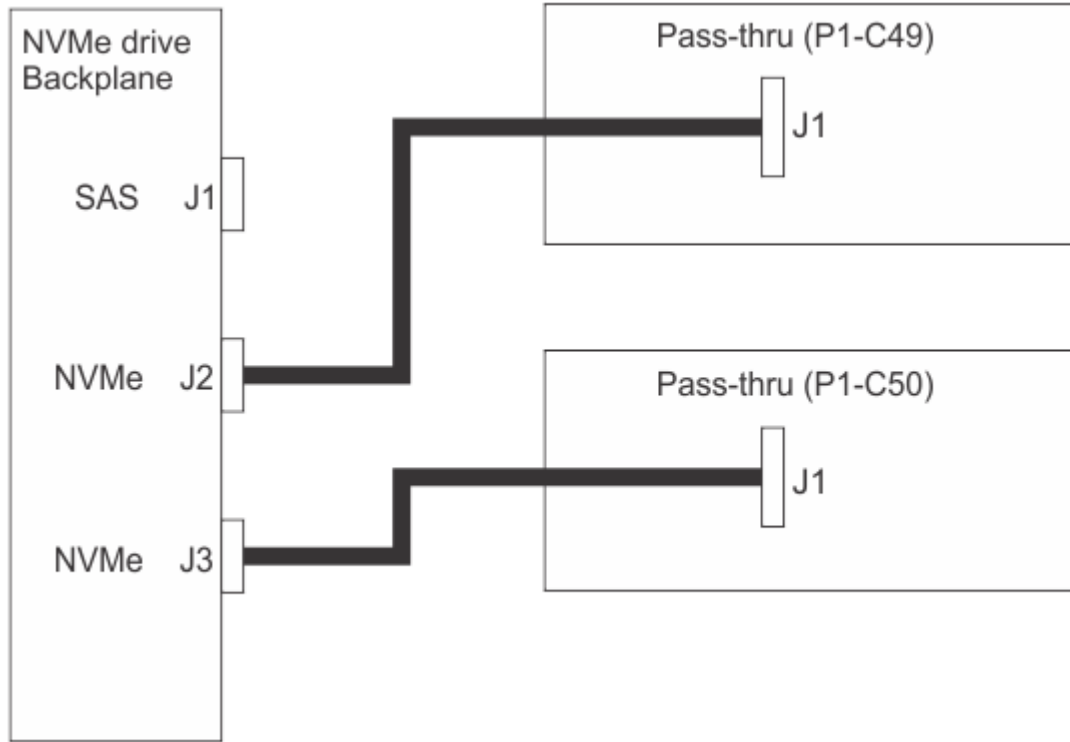 NVMe drive
Backplane
SAS J1
NVMe J2
NVMe J3
Pass-thru (P1-C49)
J1
Pass-thru (P1-C50)
J1